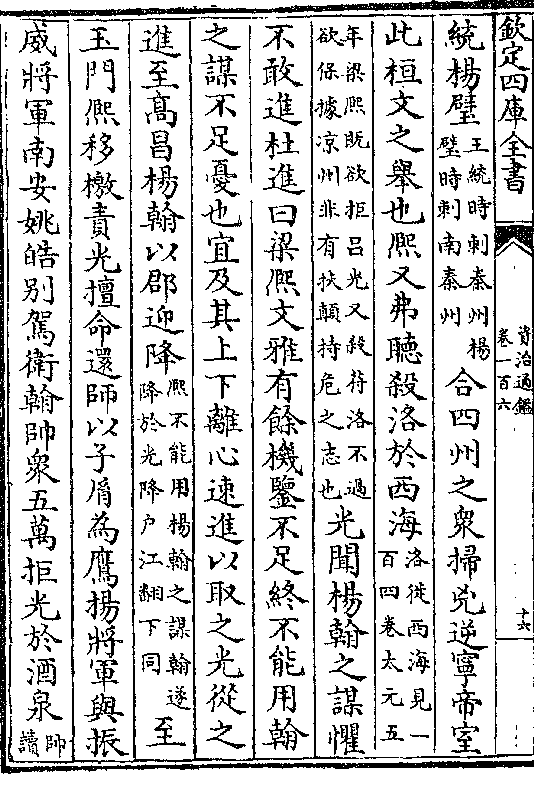 欽定四庫全書
資治通鑑
卷一百六
十六
統楊璧
王統時刺秦州楊
璧時刺南秦州
合四州之衆掃兇逆寧帝室
此桓文之舉也熙又弗聽殺洛於西海
洛徙西海見一
百四卷太元五
年梁熙既欲拒吕光又殺苻洛不過
欲保據凉州非有扶顛持危之志也
光聞楊翰之謀懼
不敢進杜進曰梁熙文雅有餘機鑒不足終不能用翰
之謀不足憂也宜及其上下離心速進以取之光從之
進至高昌楊翰以郡迎降
熙不能用楊翰之謀翰遂
降於光降户江翻下同
至
玉門熙移檄責光擅命還師以子𦙍為鷹揚將軍與振
威將軍南安姚皓别駕衛翰帥衆五萬拒光於酒泉
帥
讀